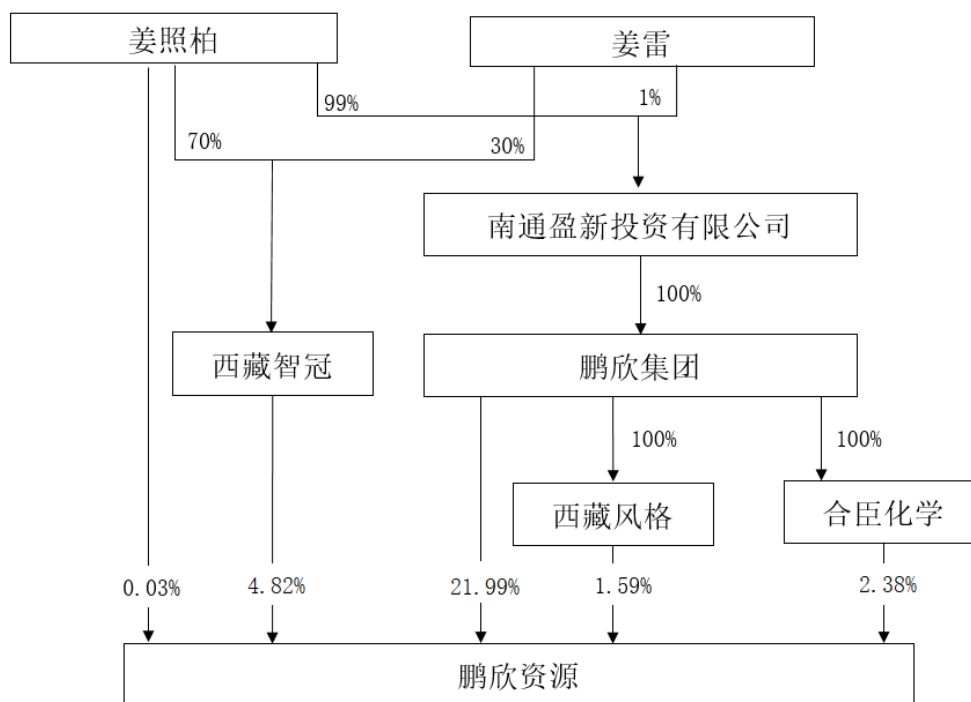 姜照柏
姜雷
99%
1%
70%
30%
南通盈新投资有限公司
100%
西藏智冠
鹏欣集团
100%
100%
西藏风格
合臣化学
0.03%
4.82%
21.99%
1.59%
2.38%
鹏欣资源